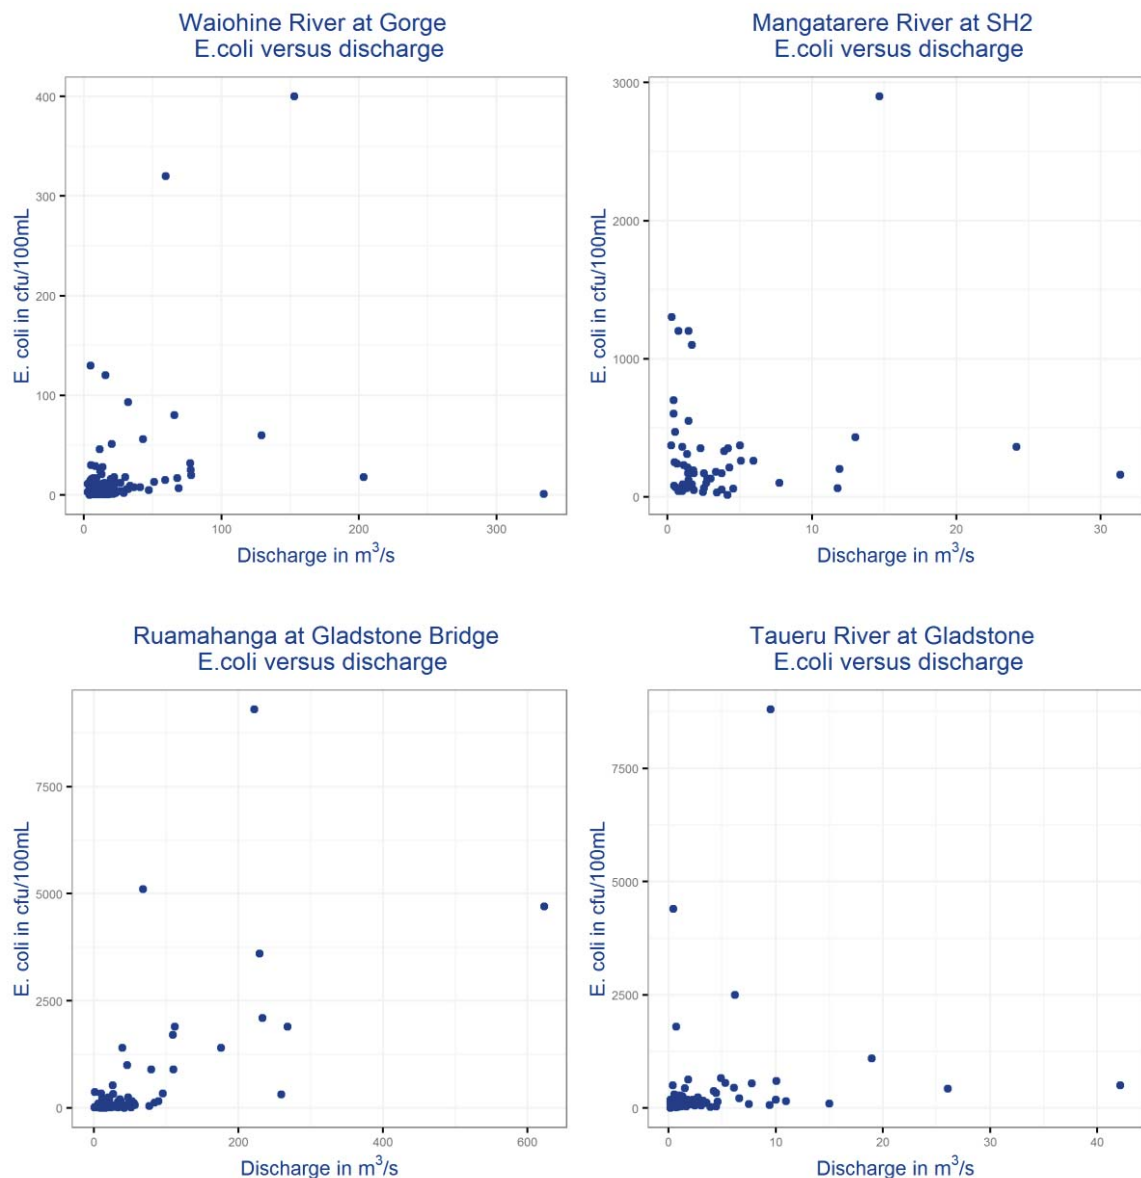 Waiohine River at Gorge
E.coli versus discharge
400
300
200
100
0
E. coli in cfu/100mL
0 100 200 300
Discharge in m³/s
Mangatarere River at SH2
E.coli versus discharge
3000
2000
1000
0
E. coli in cfu/100mL
0 10 20 30
Discharge in m³/s
Ruamahanga at Gladstone Bridge
E.coli versus discharge
7500
5000
2500
0
E. coli in cfu/100mL
0 200 400 600
Discharge in m³/s
Taueru River at Gladstone
E.coli versus discharge
7500
5000
2500
0
E. coli in cfu/100mL
0 10 20 30 40
Discharge in m³/s